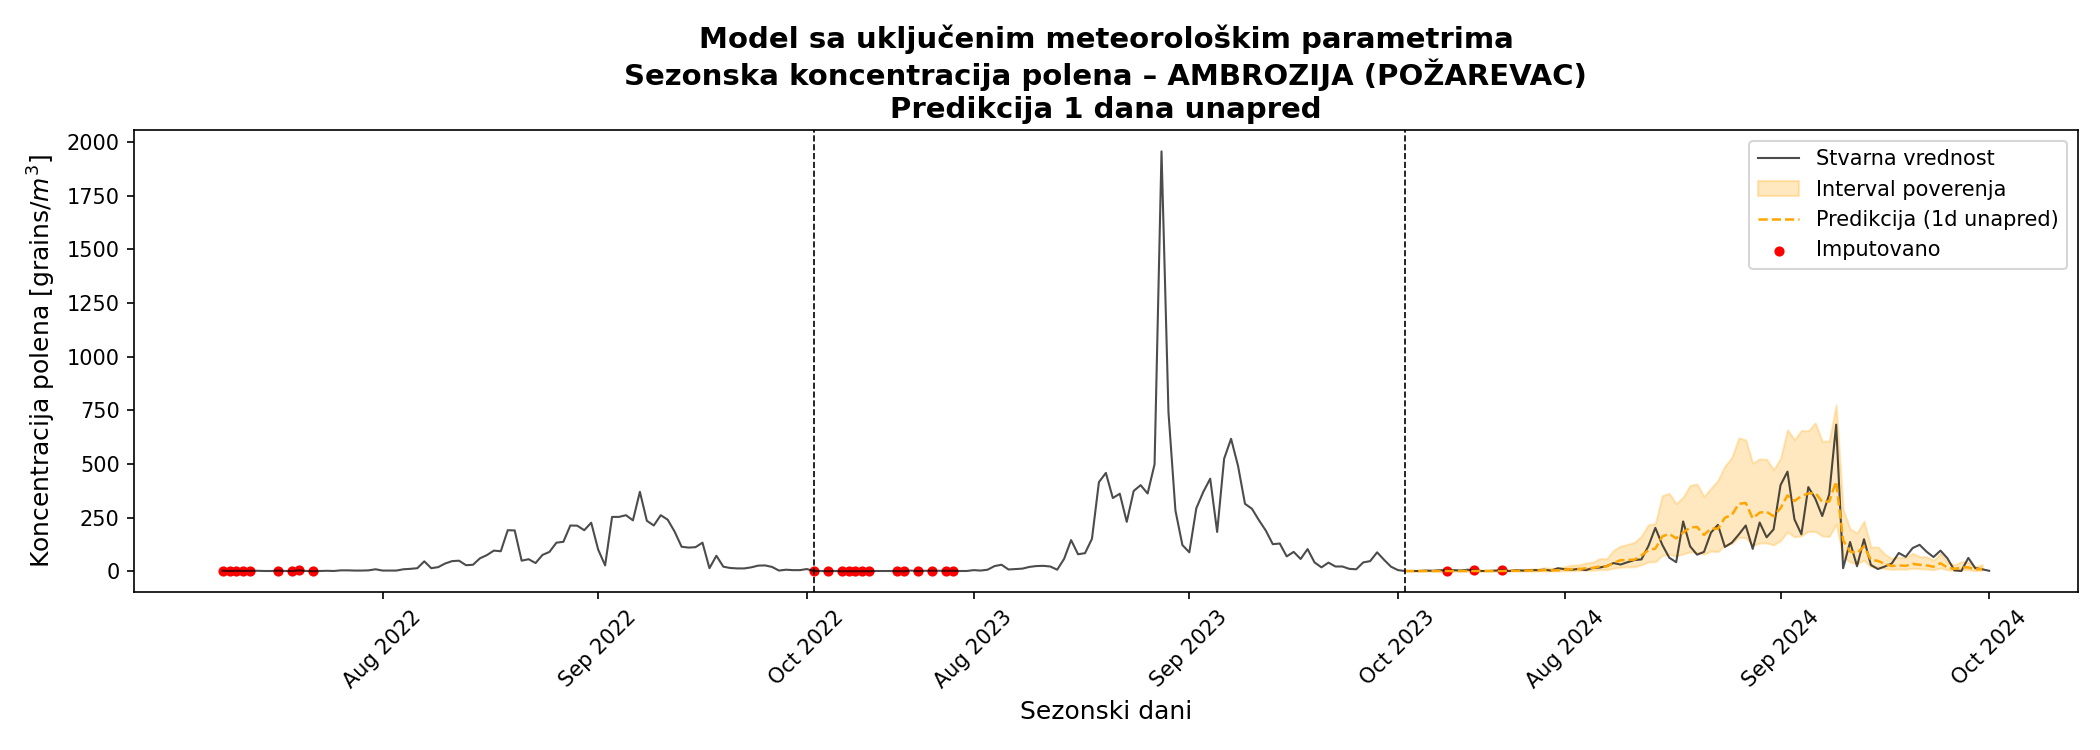 Model sa uključenim meteorološkim parametrima
Sezonska koncentracija polena – AMBROZIJA (POŽAREVAC)
Predikcija 1 dana unapred
Koncentracija polena [grains/m³]
2000
1750
1500
1250
1000
750
500
250
0
Stvarna vrednost
Interval poverenja
Predikcija (1d unapred)
Imputovano
Aug 2022
Sep 2022
Oct 2022
Aug 2023
Sep 2023
Oct 2023
Aug 2024
Sep 2024
Oct 2024
Sezonski dani